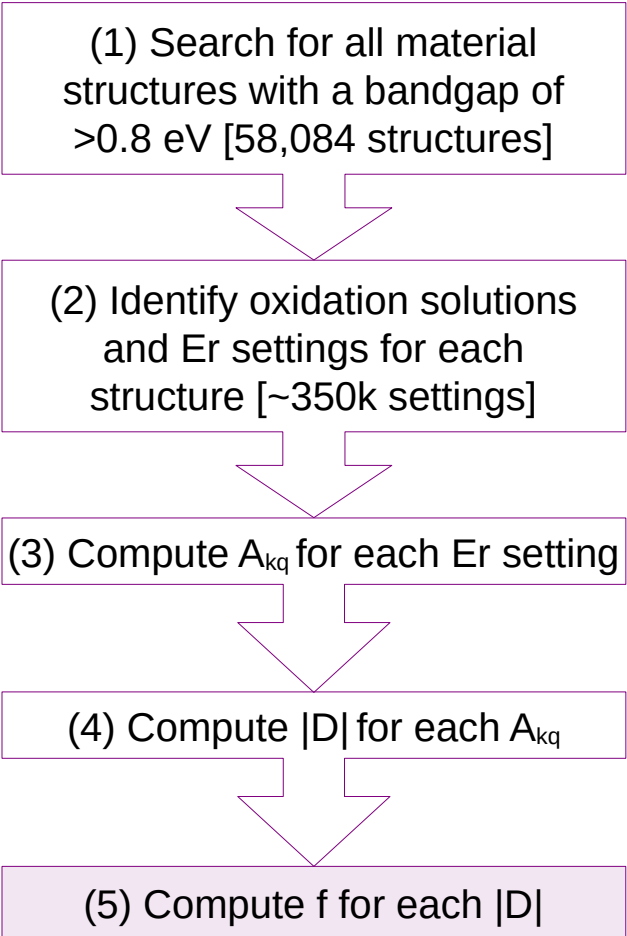 (1) Search for all material
structures with a bandgap of
>0.8 eV [58,084 structures]
(2) Identify oxidation solutions
and Er settings for each
structure [~350k settings]
(3) Compute Akq for each Er setting
(4) Compute |D| for each Akq
(5) Compute f for each |D|